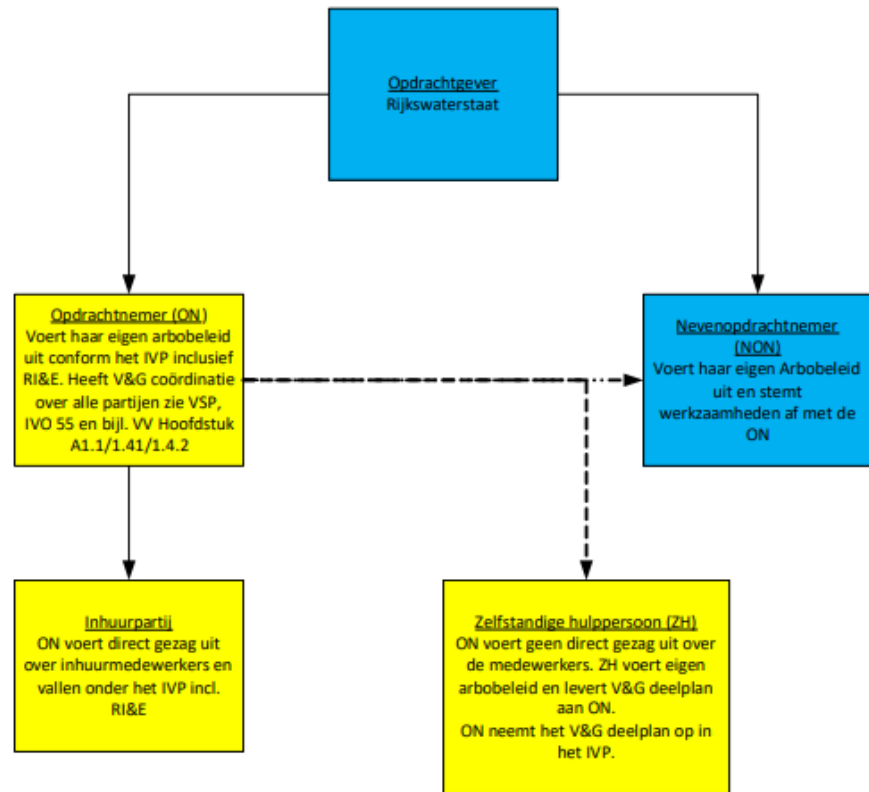 Opdrachtgever
Rijkswaterstaat
Opdrachtnemer (ON)
Voert haar eigen arbobeleid
uit conform het IVP inclusief
RI&E. Heeft V&G coördinatie
over alle partijen zie VSP,
IVO 55 en bijl. VV Hoofdstuk
A1.1/1.41/1.4.2
Nevenopdrachtnemer
(NON)
Voert haar eigen Arbobeleid
uit en stemt
werkzaamheden af met de
ON
Inhuurpartij
ON voert direct gezag uit
over inhuurmedewerkers en
vallen onder het IVP incl.
RI&E
Zelfstandige hulppersoon (ZH)
ON voert geen direct gezag uit over
de medewerkers. ZH voert eigen
arbobeleid en levert V&G deelplan
aan ON.
ON neemt het V&G deelplan op in
het IVP.